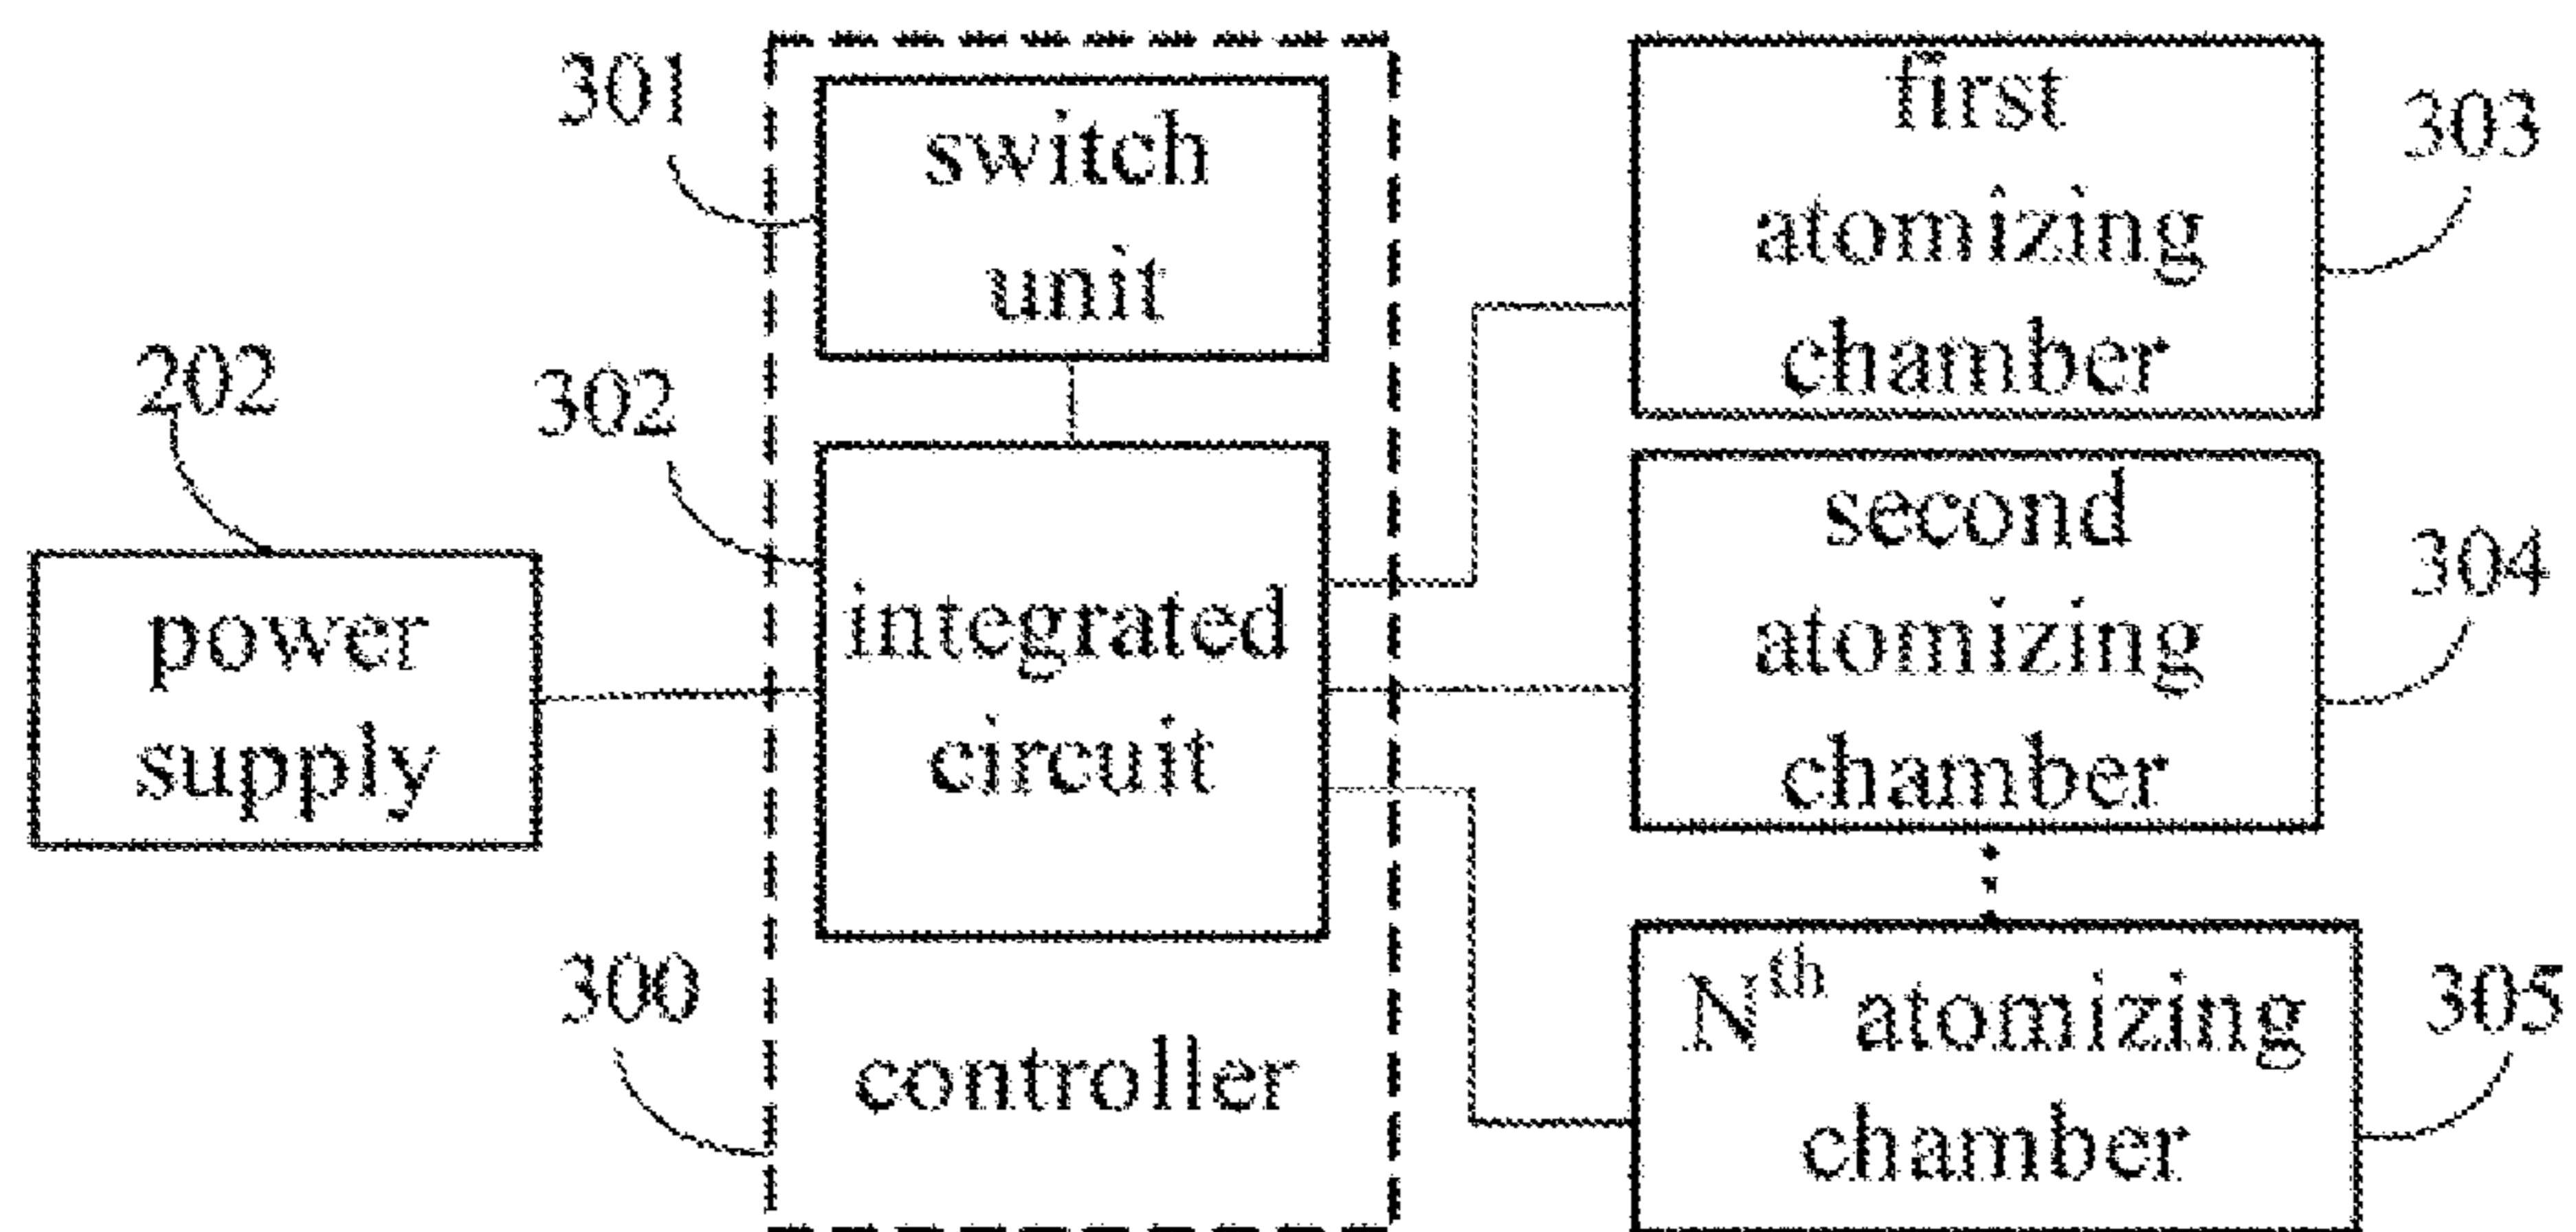 301
switch
unit
302
integrated
circuit
300
controller
202
power
supply
first
atomizing
chamber
303
second
atomizing
chamber
304
Nth atomizing
chamber
305